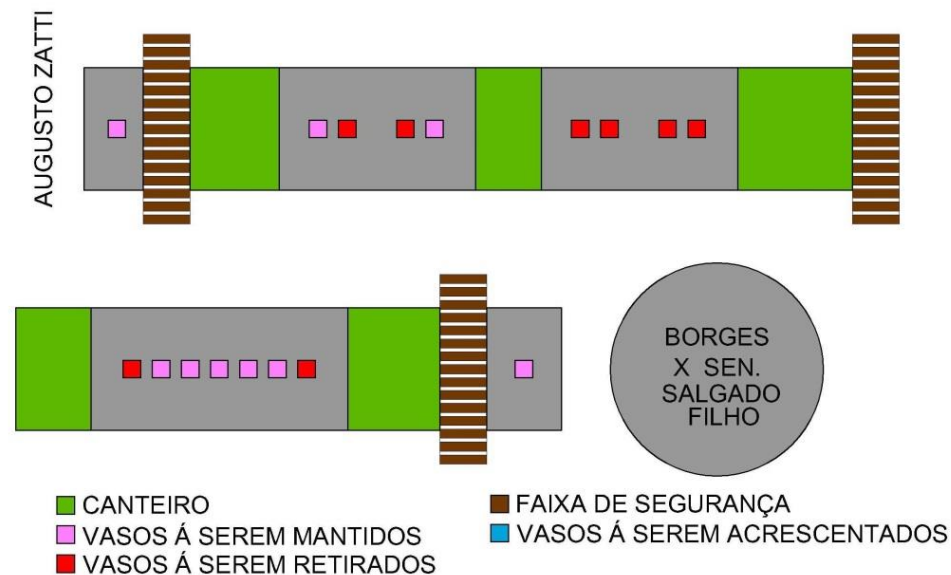 AUGUSTO ZATTI
BORGES
X SEN.
SALGADO
FILHO
CANTEIRO
VASOS Á SEREM MANTIDOS
VASOS Á SEREM RETIRADOS
FAIXA DE SEGURANÇA
VASOS Á SEREM ACRESCENTADOS